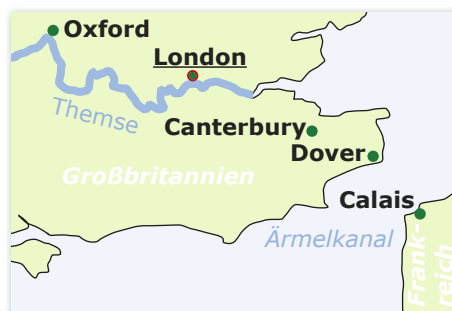 Oxford
London
Themse
Canterbury
Dover
Großbritannien
Calais
Ärmelkanal
Frank-
reich